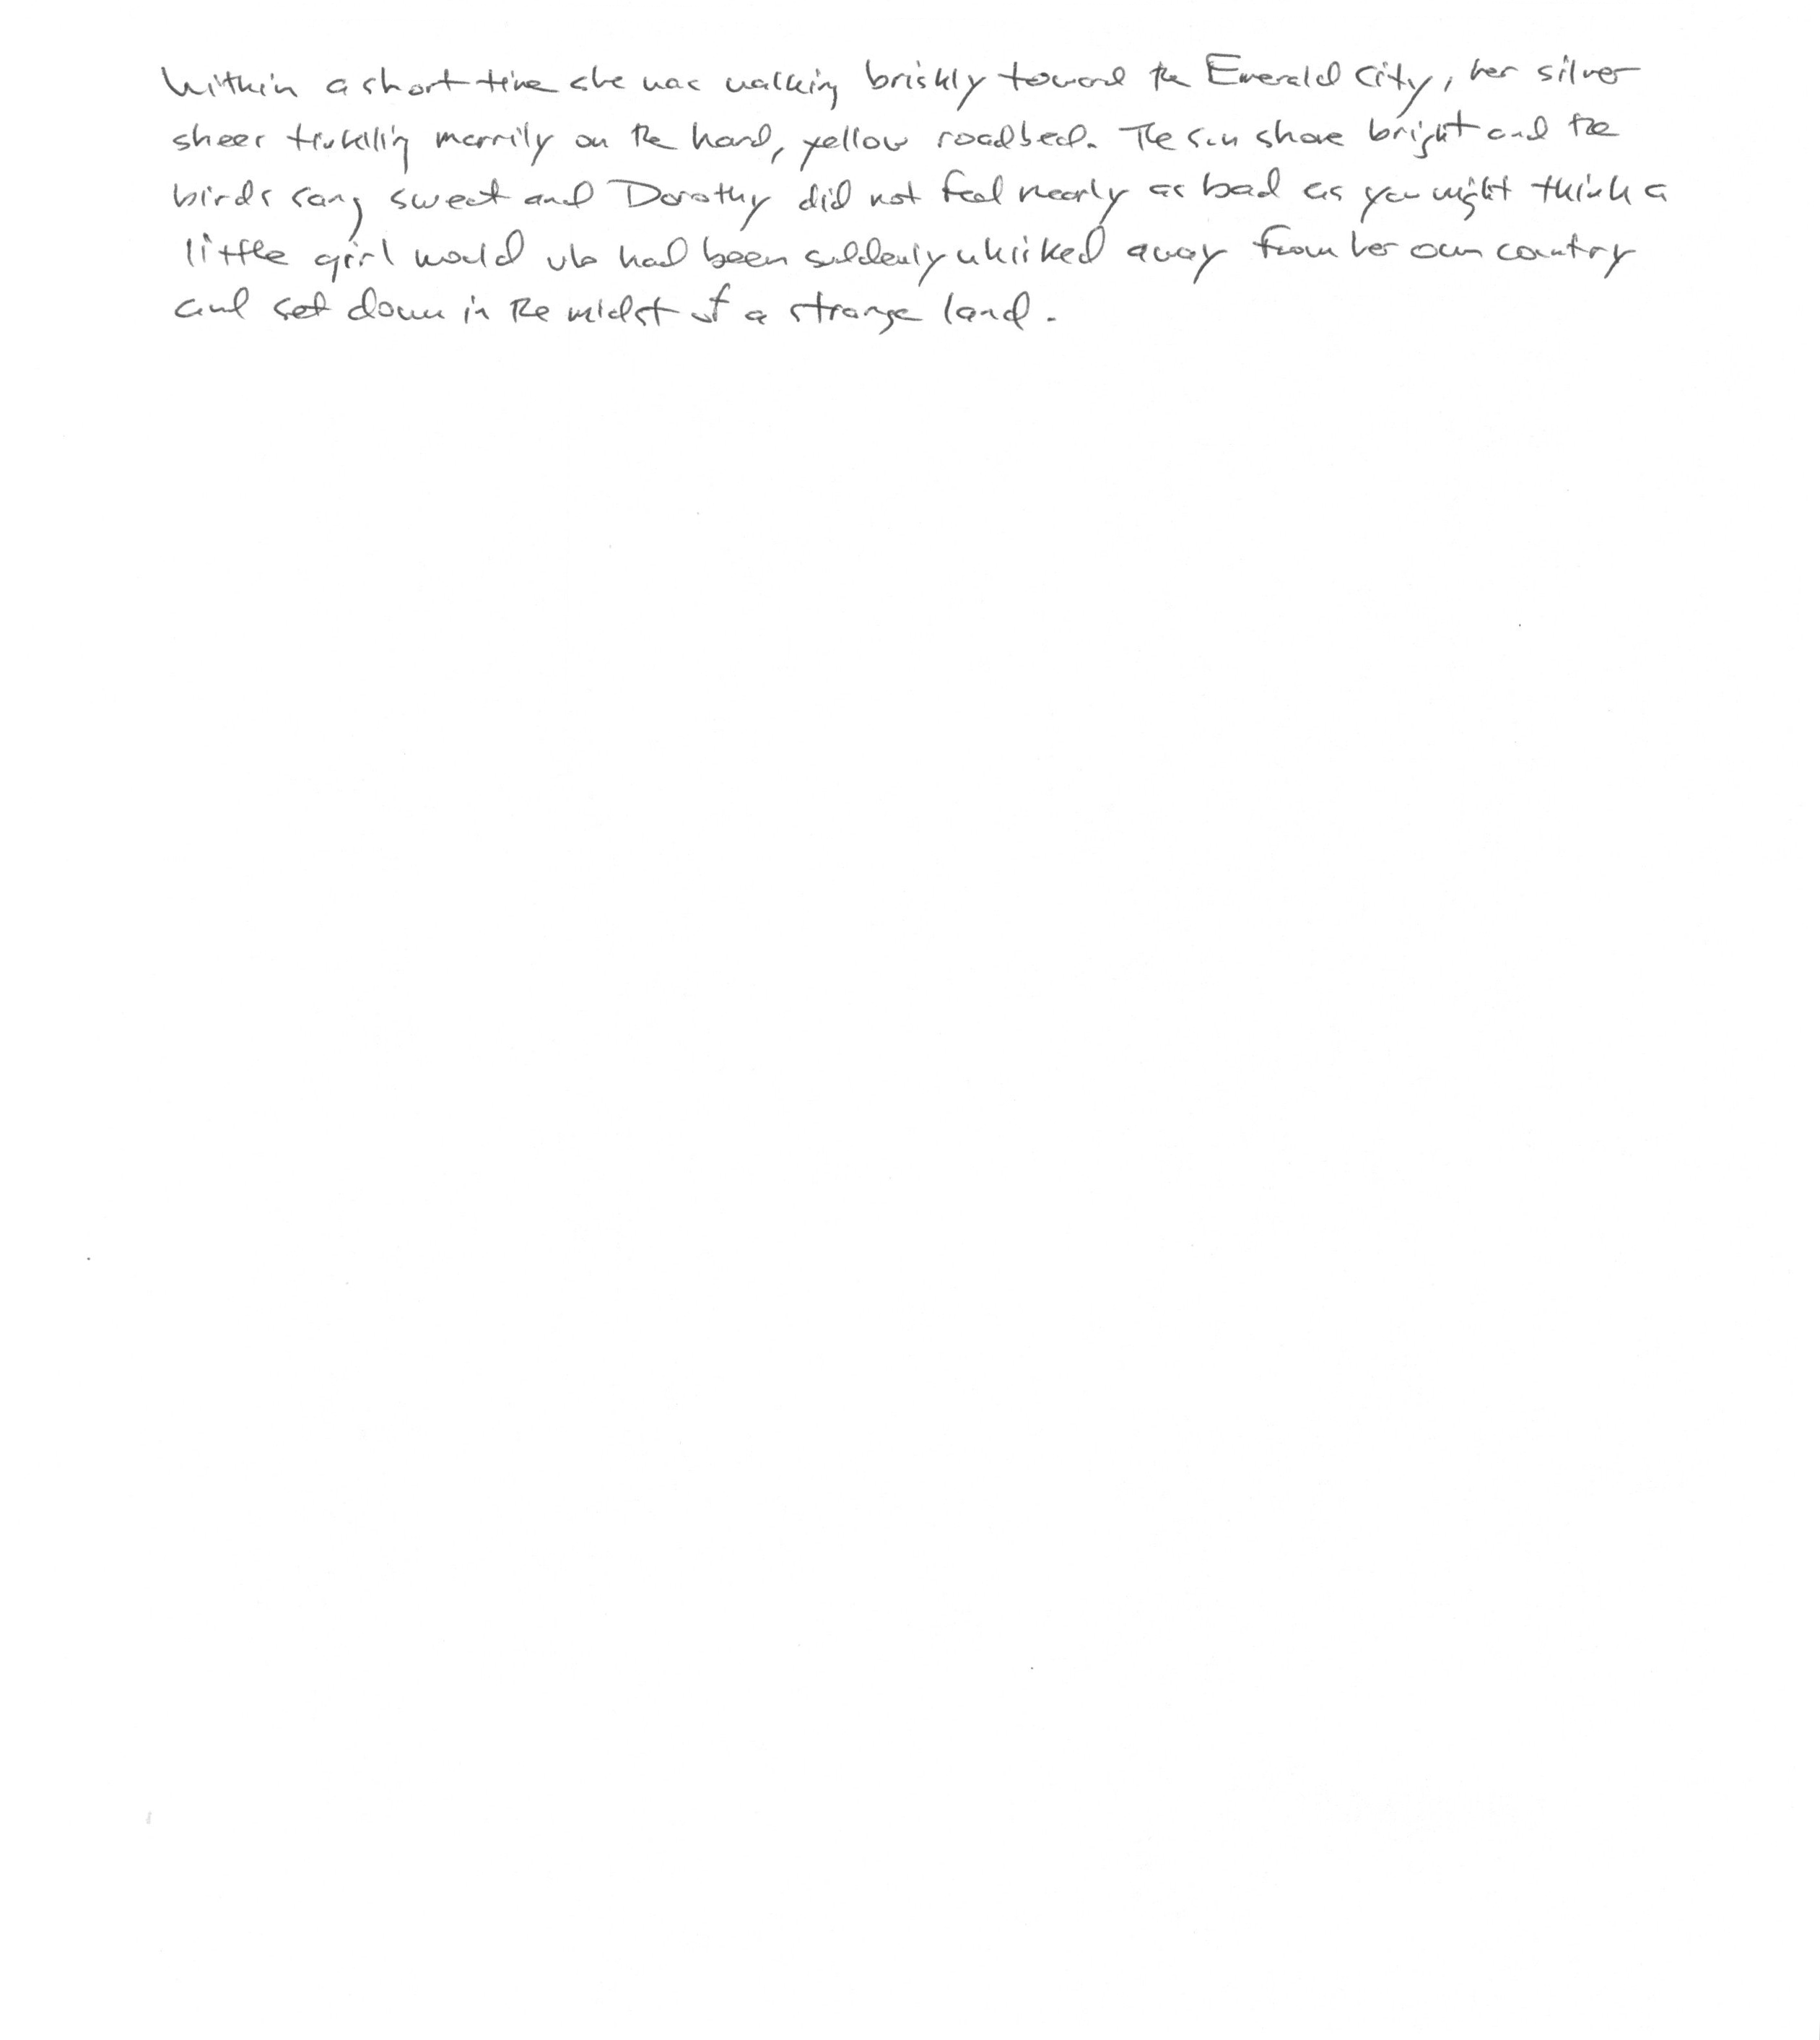 Within a short time she was walking briskly toward the Emerald City, her silver
shoes tinkling merrily on the hard, yellow roadbed. The sun shone bright and the
birds sang sweet and Dorothy did not feel nearly as bad as you might think a
little girl would who had been suddenly whisked away from her own country
and set down in the midst of a strange land.